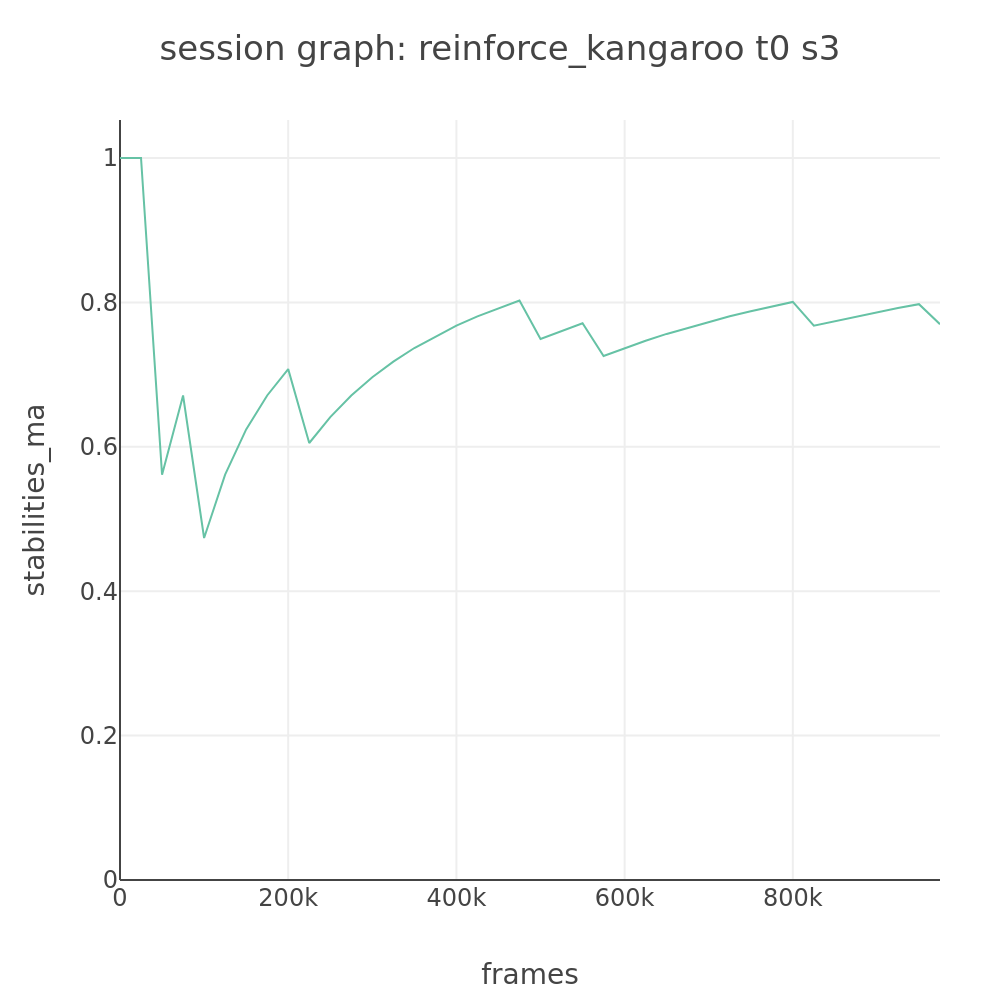 session graph: reinforce_kangaroo t0 s3
stabilities_ma
1
0.8
0.6
0.4
0.2
0
0
200k
400k
600k
800k
frames